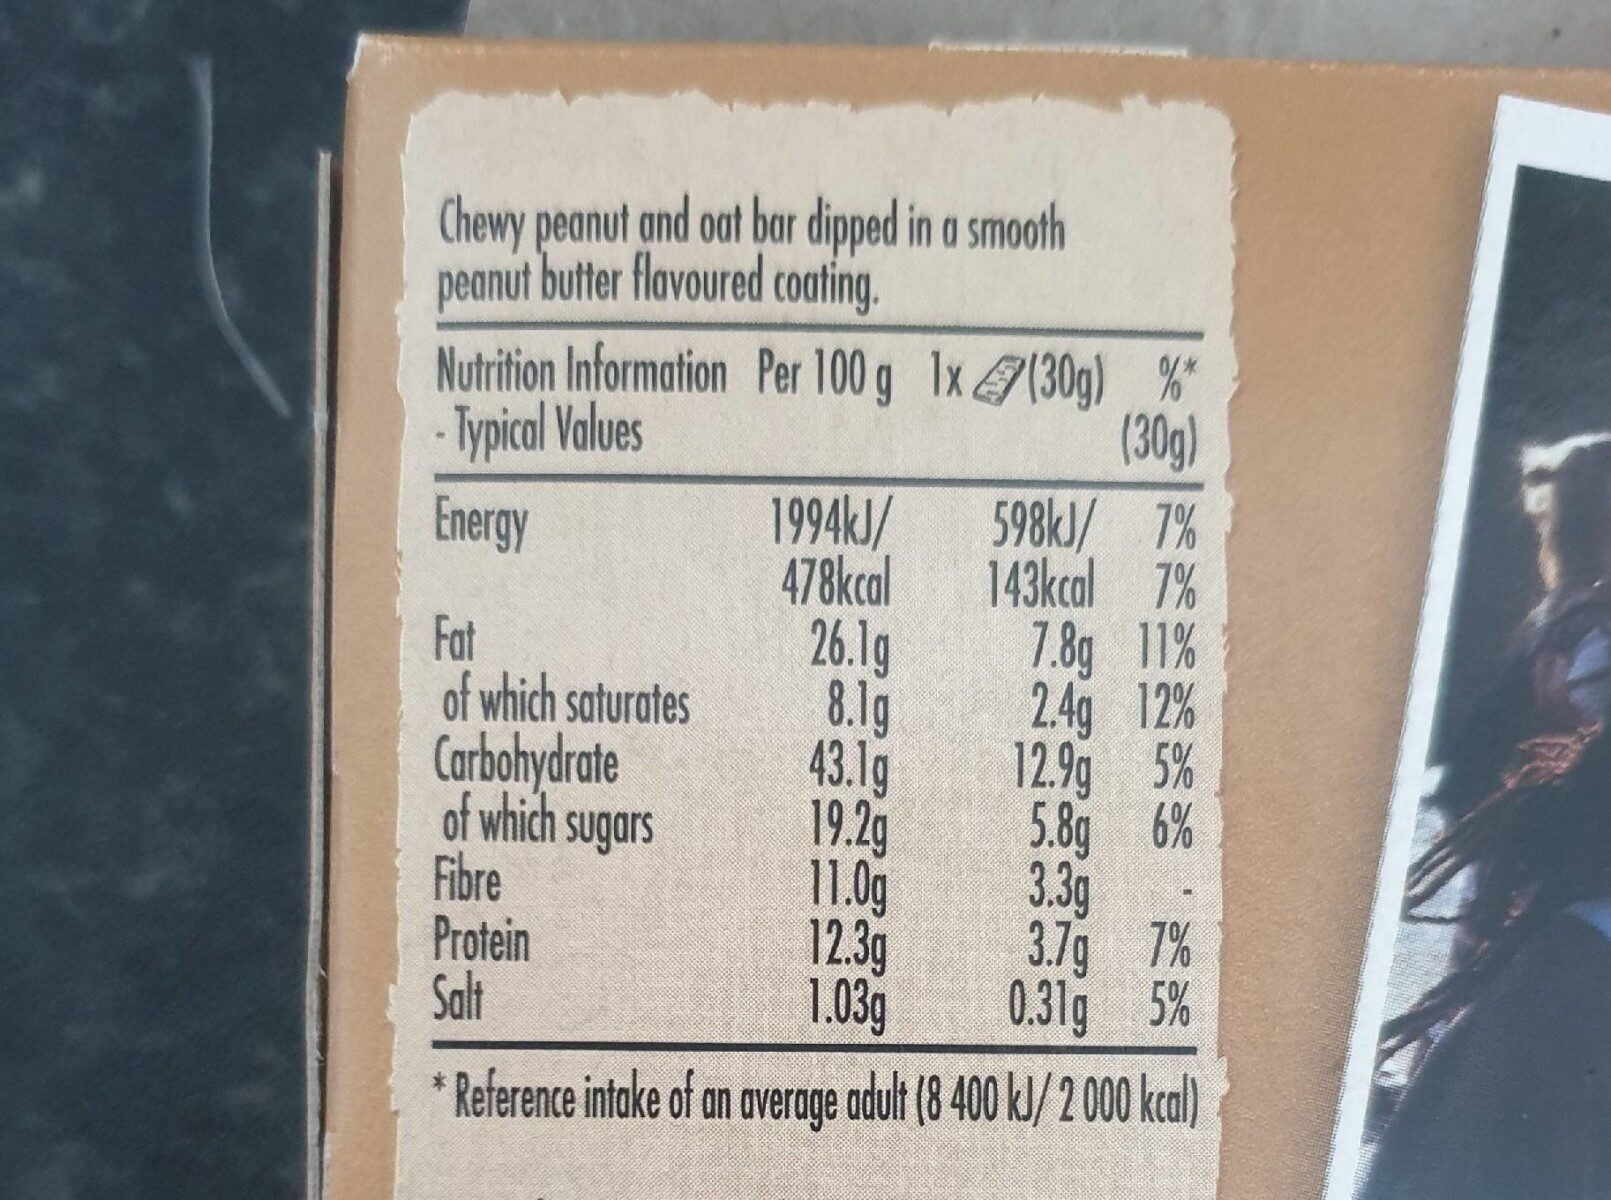 Chewy peanut and oat bar dipped in a smooth
peanut butter flavoured coating.
Nutrition Information Per 100 g 1x (30g) %*
- Typical Values (30g)
Energy 1994kJ/ 598kJ/ 7%
478kcal 143kcal 7%
Fat 26.1g 7.8g 11%
of which saturates 8.1g 2.4g 12%
Carbohydrate 43.1g 12.9g 5%
of which sugars 19.2g 5.8g 6%
Fibre 11.0g 3.3g -
Protein 12.3g 3.7g 7%
Salt 1.03g 0.31g 5%
* Reference intake of an average adult (8 400 kJ/ 2 000 kcal)